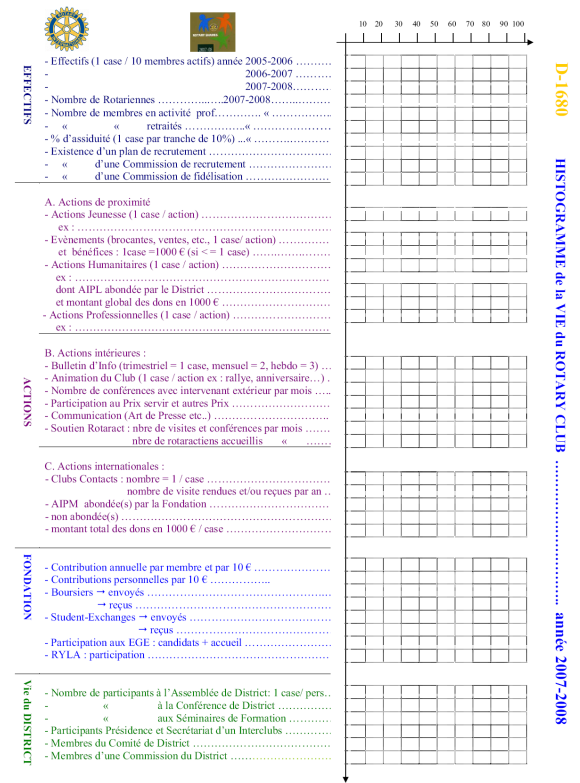 10 20 30 40 50 60 70 80 90 100
EFFECTIFS
- Effectifs (1 case / 10 membres actifs) année 2005-2006 ………
- 2006-2007 ………
- 2007-2008………
- Nombre de Rotariennes …………..…..2007-2008………………
- Nombre de membres en activité prof………… « ……………..
- « « retraités ……………..« …………………
- % d’assiduité (1 case par tranche de 10%) ...« ……….…………
- Existence d’un plan de recrutement ……………………………
- « d’une Commission de recrutement …………………
- « d’une Commission de fidélisation …………………
ACTIONS
A. Actions de proximité
- Actions Jeunesse (1 case / action) ……………………………
ex : ……………………………………………………
- Evènements (brocantes, ventes, etc., 1 case/ action) …………
et bénéfices : 1case =1000 € (si < = 1 case) ……….…….………
- Actions Humanitaires (1 case / action) ………………………
ex : ……………………………………………………
dont AIPL abondée par le District …………………………
et montant global des dons en 1000 € ………………………
- Actions Professionnelles (1 case / action) ……………………
ex : ……………………………………………………
B. Actions intérieures :
- Bulletin d’Info (trimestriel = 1 case, mensuel = 2, hebdo = 3) …
- Animation du Club (1 case / action ex : rallye, anniversaire…) .
- Nombre de conférences avec intervenant extérieur par mois …..
- Participation au Prix servir et autres Prix ……………………
- Communication (Art de Presse etc..) ……………………….
- Soutien Rotaract : nbre de visites et conférences par mois …….
nbre de rotaractiens accueillis « …….
C. Actions internationales :
- Clubs Contacts : nombre = 1 / case …………………………
nombre de visite rendues et/ou reçues par an ..
- AIPM abondée(s) par la Fondation …………………………
- non abondée(s) ……………………………………………
- montant total des dons en 1000 € / case ………………………
FONDATION
- Contribution annuelle par membre et par 10 € …………………
- Contributions personnelles par 10 € ……………..
- Boursiers → envoyés ………………………………………
→ reçus …………………………………………
- Student-Exchanges → envoyés ………………………………
→ reçus ………………………………
- Participation aux EGE : candidats + accueil …………………
- RYLA : participation ………………………………………
Vie du DISTRICT
- Nombre de participants à l’Assemblée de District: 1 case/ pers..
- « à la Conférence de District ……………
- « aux Séminaires de Formation …………
- Participants Présidence et Secrétariat d’un Interclubs …………
- Membres du Comité de District ………………………………
- Membres d’une Commission du District ………………………
D-1680
HISTOGRAMME de la VIE du ROTARY CLUB ……………………………….. année 2007-2008